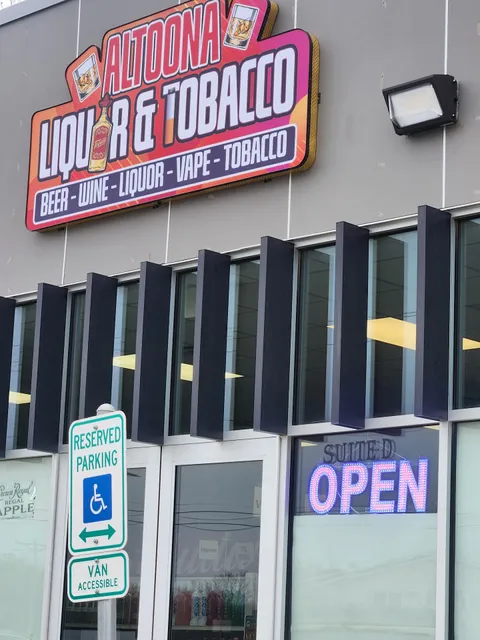 ALTOONA
LIQUOR & TOBACCO
BEER - WINE - LIQUOR - VAPE - TOBACCO
SUITE D
OPEN
RESERVED
PARKING
VAN
ACCESSIBLE
Crown Royal
REGAL
APPLE